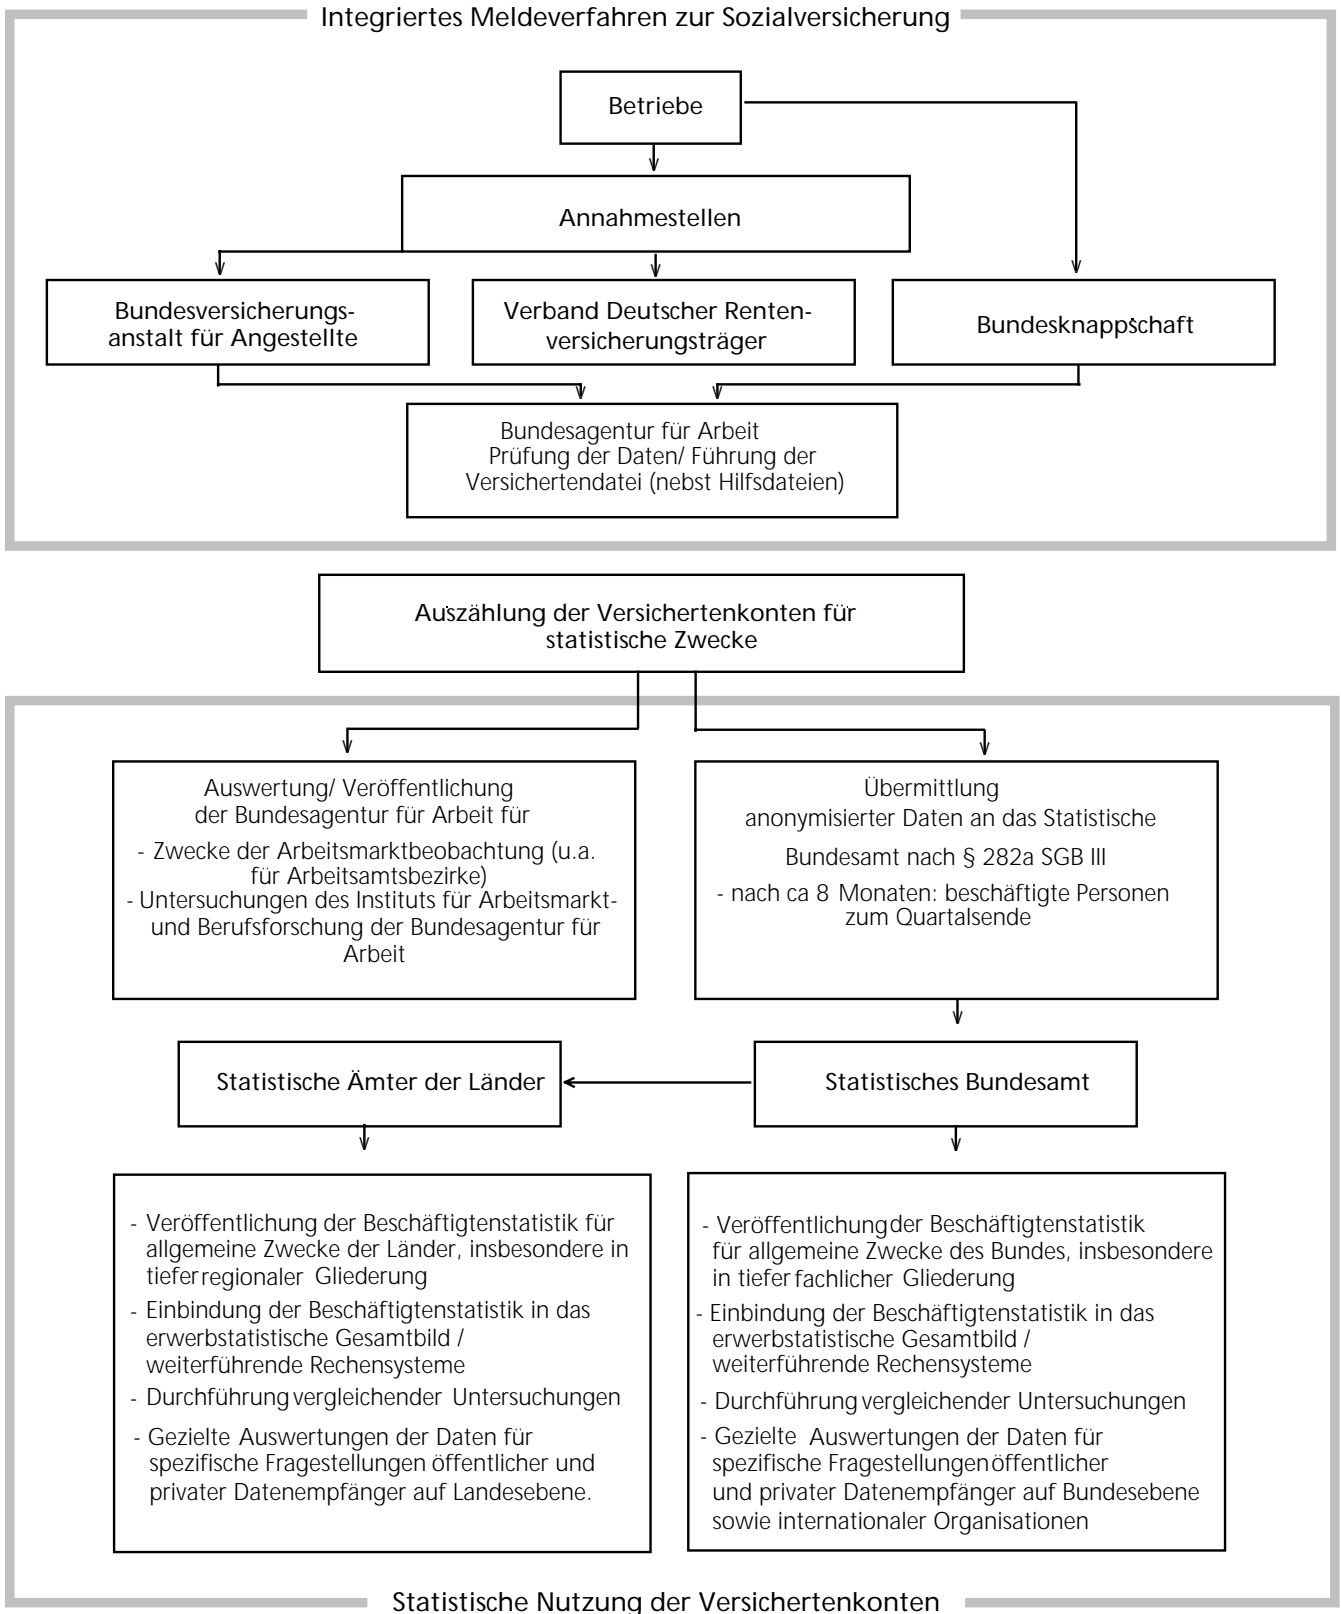 Integriertes Meldeverfahren zur Sozialversicherung
Betriebe
Annahmestellen
Bundesversicherungs-
anstalt für Angestellte
Verband Deutscher Renten-
versicherungsträger
Bundesknappschaft
Bundesagentur für Arbeit
Prüfung der Daten/ Führung der
Versichertendatei (nebst Hilfsdateien)
Auszählung der Versichertenkonten für
statistische Zwecke
Auswertung/ Veröffentlichung
der Bundesagentur für Arbeit für
- Zwecke der Arbeitsmarktbeobachtung (u.a.
für Arbeitsamtsbezirke)
- Untersuchungen des Instituts für Arbeitsmarkt-
und Berufsforschung der Bundesagentur für
Arbeit
Übermittlung
anonymisierter Daten an das Statistische
Bundesamt nach § 282a SGB III
- nach ca 8 Monaten: beschäftigte Personen
zum Quartalsende
Statistische Ämter der Länder
Statistisches Bundesamt
- Veröffentlichung der Beschäftigtenstatistik für
allgemeine Zwecke der Länder, insbesondere in
tiefer regionaler Gliederung
- Einbindung der Beschäftigtenstatistik in das
erwerbstatistische Gesamtbild /
weiterführende Rechensysteme
- Durchführung vergleichender Untersuchungen
- Gezielte Auswertungen der Daten für
spezifische Fragestellungen öffentlicher und
privater Datenempfänger auf Landesebene.
- Veröffentlichung der Beschäftigtenstatistik
für allgemeine Zwecke des Bundes, insbesondere
in tiefer fachlicher Gliederung
- Einbindung der Beschäftigtenstatistik in das
erwerbstatistische Gesamtbild /
weiterführende Rechensysteme
- Durchführung vergleichender Untersuchungen
- Gezielte Auswertungen der Daten für
spezifische Fragestellungen öffentlicher
und privater Datenempfänger auf Bundesebene
sowie internationaler Organisationen
Statistische Nutzung der Versichertenkonten